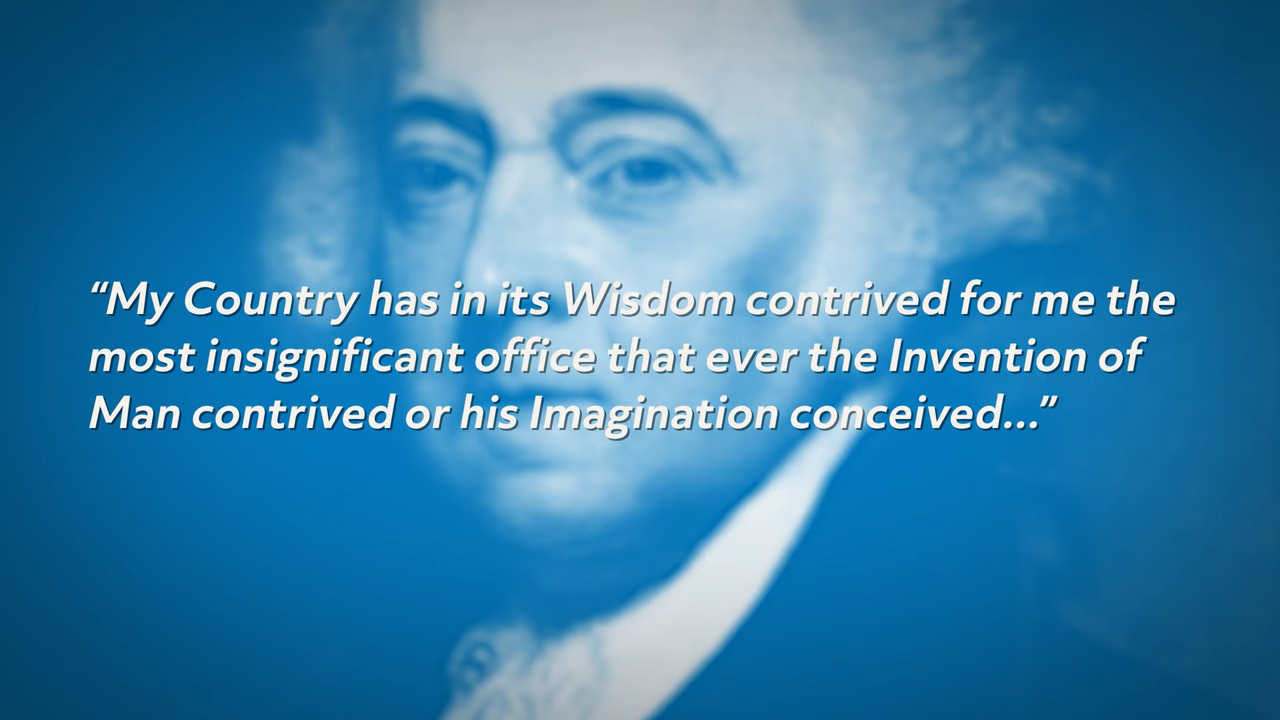 “My Country has in its Wisdom contrived for me the
most insignificant office that ever the Invention of
Man contrived or his Imagination conceived...”